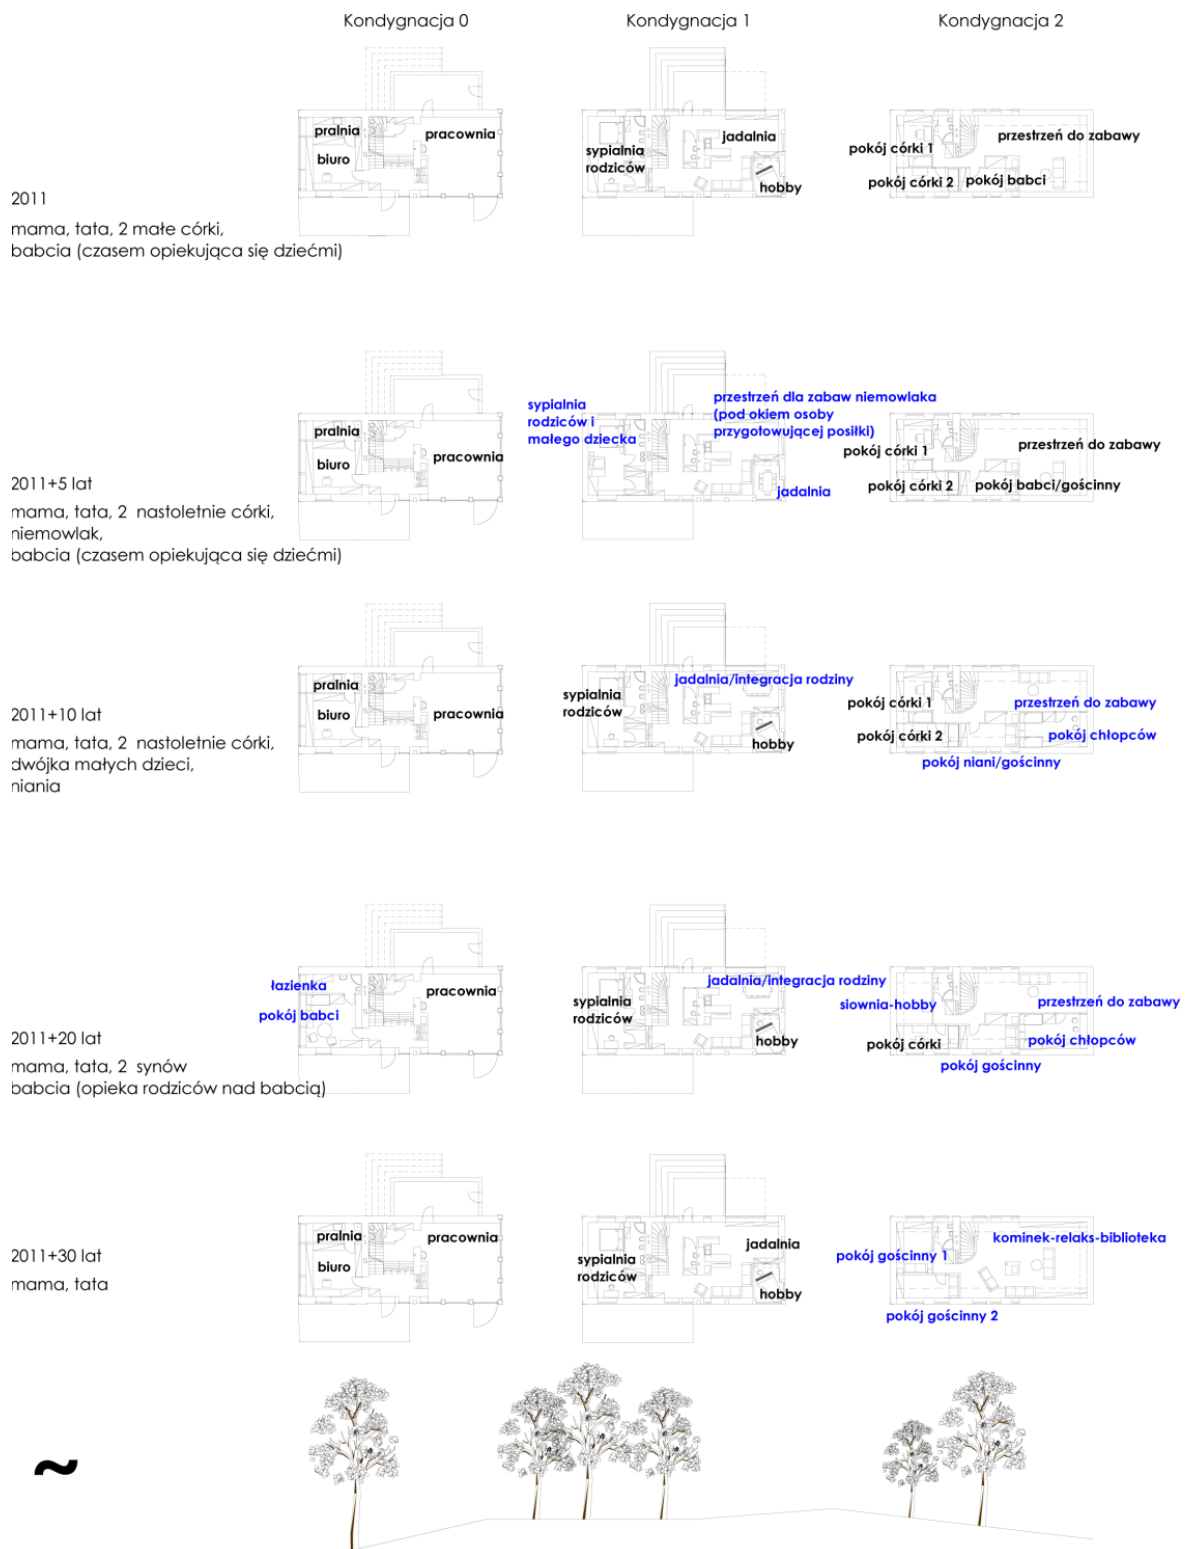 Kondygnacja 0
Kondygnacja 1
Kondygnacja 2
pralnia
biuro
pracownia
sypialnia
rodziców
jadalnia
hobby
pokój córki 1
pokój córki 2
przestrzeń do zabawy
pokój babci
2011
mama, tata, 2 małe córki,
babcia (czasem opiekująca się dziećmi)
pralnia
biuro
pracownia
sypialnia
rodziców i
małego dziecka
przestrzeń dla zabaw niemowlaka
(pod okiem osoby
przygotowującej posiłki)
jadalnia
pokój córki 1
pokój córki 2
przestrzeń do zabawy
pokój babci/gościnny
2011+5 lat
mama, tata, 2 nastoletnie córki,
niemowlak,
babcia (czasem opiekująca się dziećmi)
pralnia
biuro
pracownia
sypialnia
rodziców
jadalnia/integracja rodziny
hobby
pokój córki 1
pokój córki 2
przestrzeń do zabawy
pokój chłopców
pokój niani/gościnny
2011+10 lat
mama, tata, 2 nastoletnie córki,
dwójka małych dzieci,
niania
łazienka
pokój babci
pracownia
sypialnia
rodziców
jadalnia/integracja rodziny
hobby
siownia-hobby
pokój córki
przestrzeń do zabawy
pokój chłopców
pokój gościnny
2011+20 lat
mama, tata, 2 synów
babcia (opieka rodziców nad babcią)
pralnia
biuro
pracownia
sypialnia
rodziców
jadalnia
hobby
pokój gościnny 1
kominek-relaks-biblioteka
pokój gościnny 2
2011+30 lat
mama, tata
~